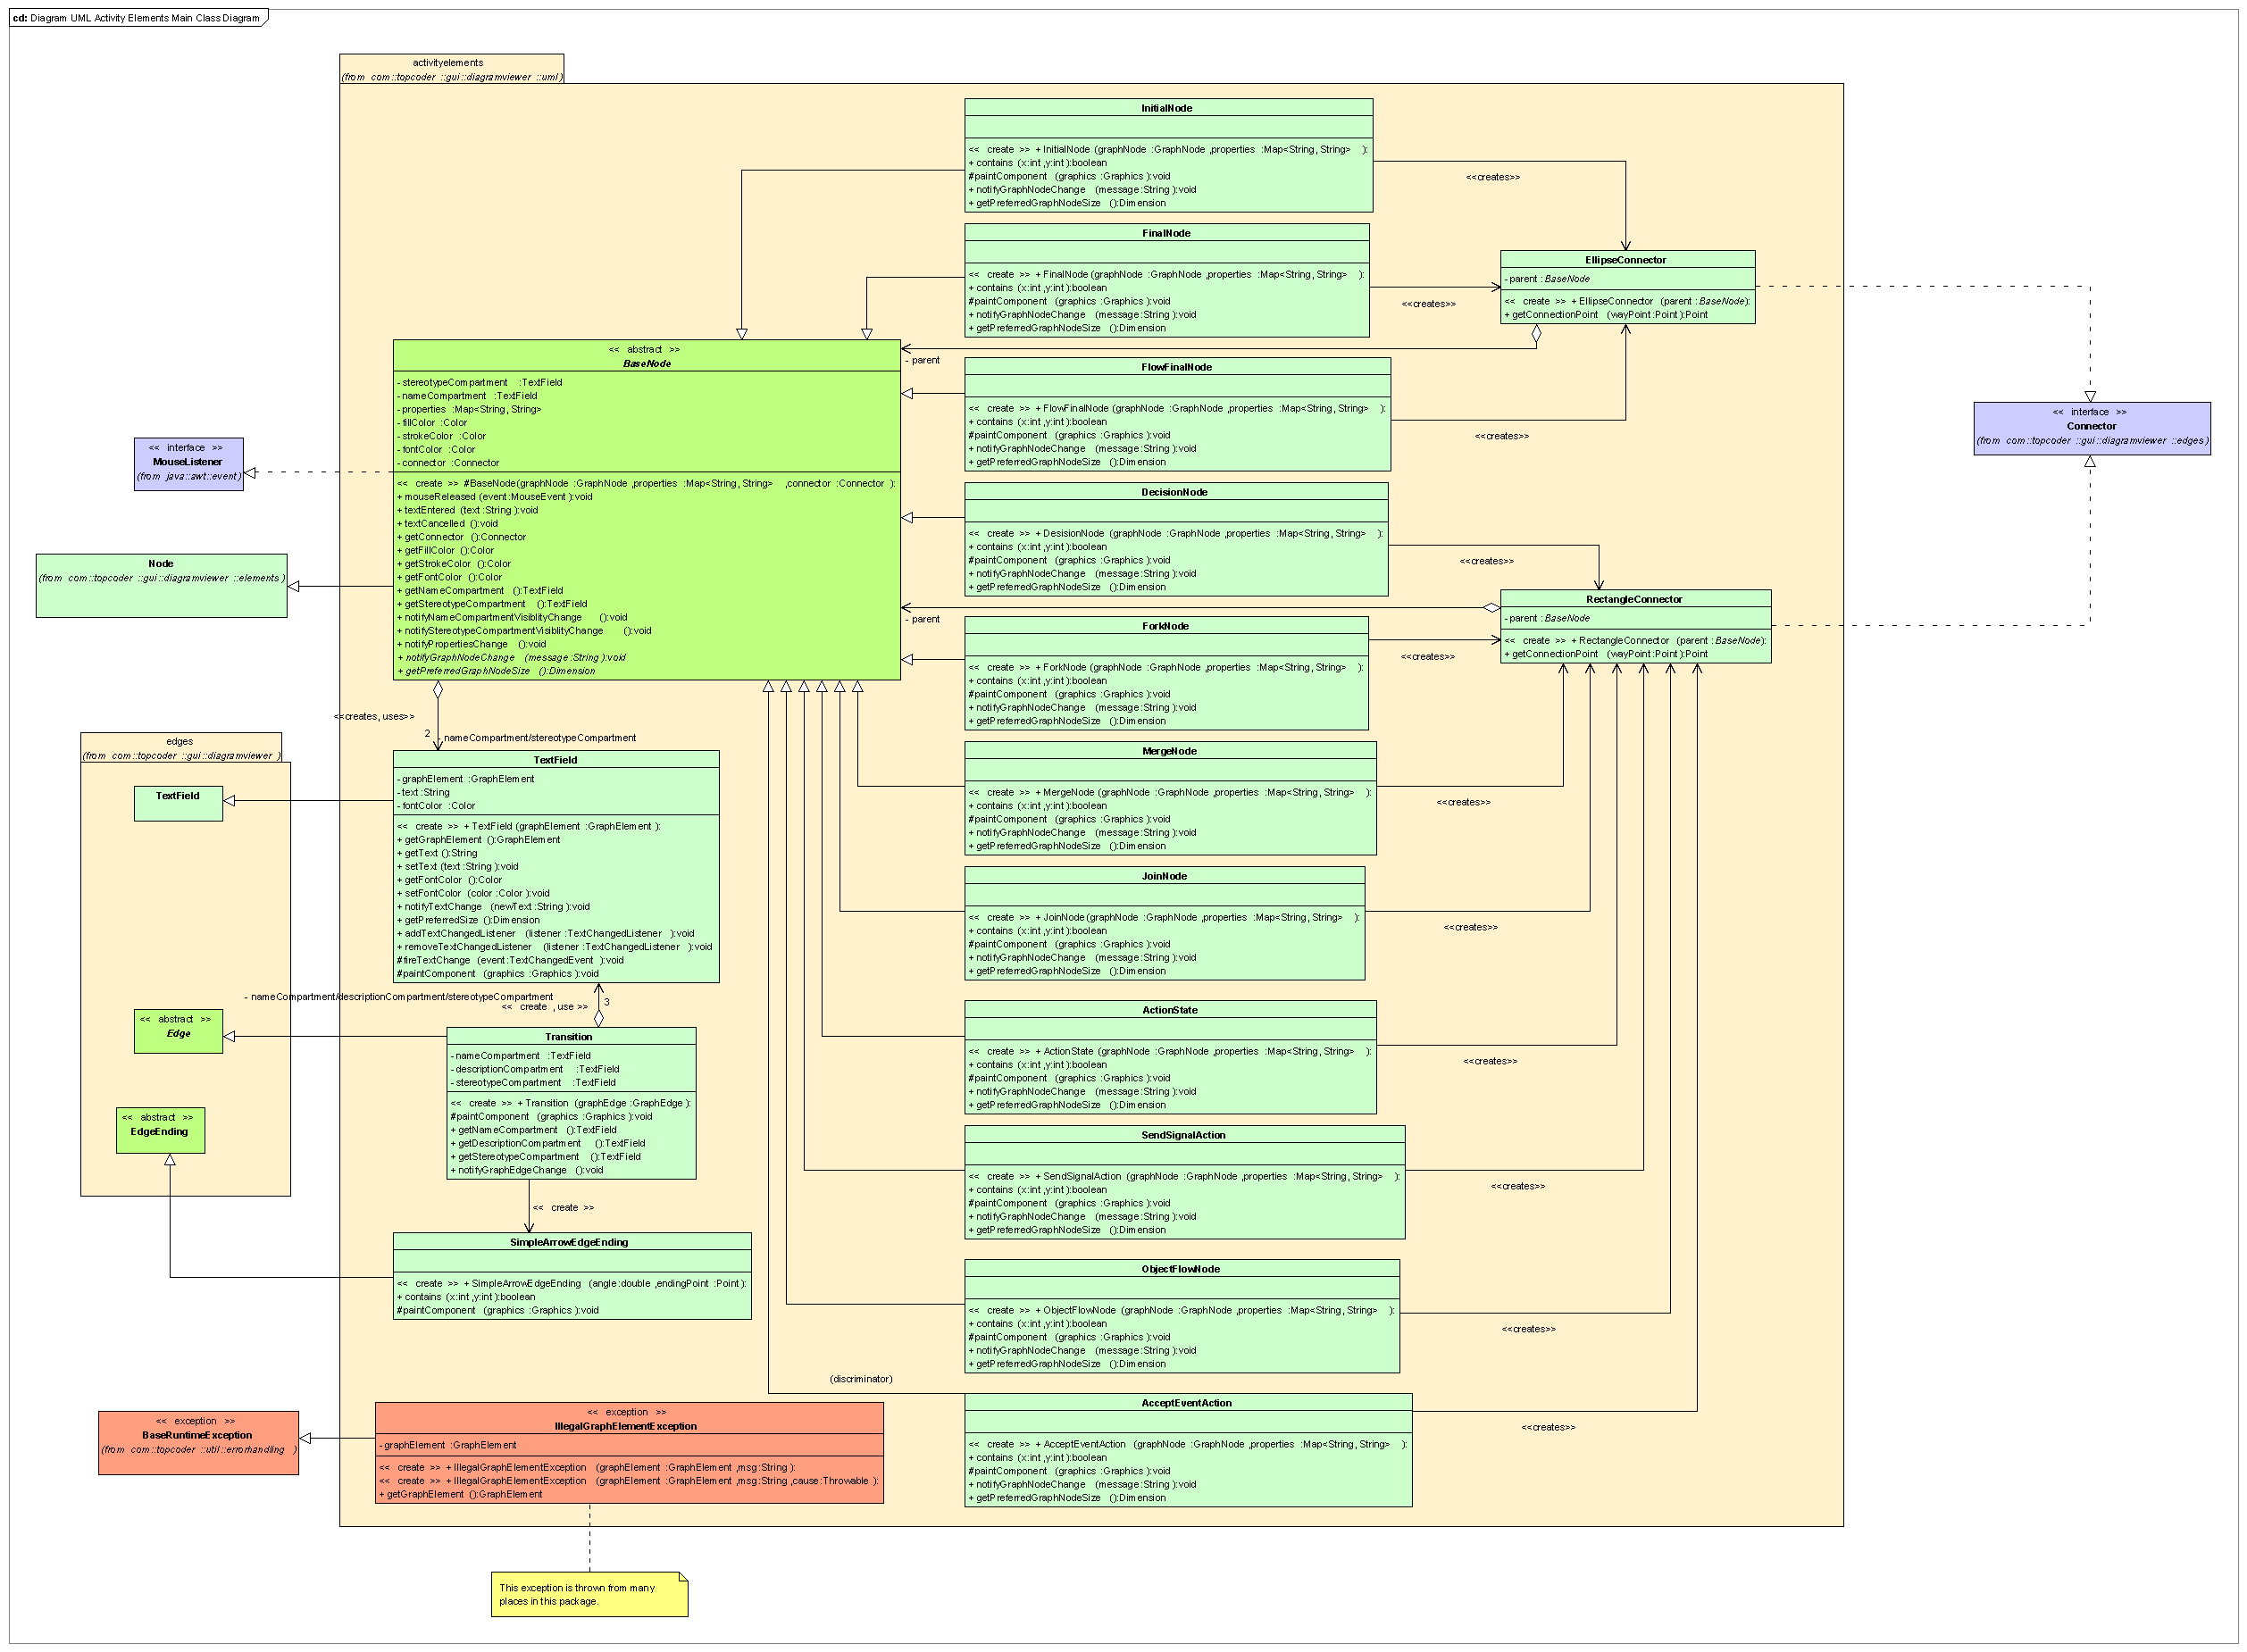 cd: Diagram UML Activity Elements Main Class Diagram
activityelements
(from com::topcoder::gui::diagramviewer::uml)
InitialNode
<< create >> + InitialNode (graphNode :GraphNode ,properties :Map<String, String> ):
+ contains (x:int ,y:int ):boolean
# paintComponent (graphics :Graphics ):void
+ notifyGraphNodeChange (message :String ):void
+ getPreferredGraphNodeSize ():Dimension
<<creates>>
FinalNode
<< create >> + FinalNode (graphNode :GraphNode ,properties :Map<String, String> ):
+ contains (x:int ,y:int ):boolean
# paintComponent (graphics :Graphics ):void
+ notifyGraphNodeChange (message :String ):void
+ getPreferredGraphNodeSize ():Dimension
<<creates>>
EllipseConnector
- parent : BaseNode
<< create >> + EllipseConnector (parent : BaseNode):
+ getConnectionPoint (wayPoint :Point ):Point
- parent
<< abstract >>
BaseNode
- stereotypeCompartment :TextField
- nameCompartment :TextField
- properties :Map<String, String>
- fillColor :Color
- strokeColor :Color
- fontColor :Color
- connector :Connector
<< create >> #BaseNode(graphNode :GraphNode ,properties :Map<String, String> ,connector :Connector ):
+ mouseReleased (event :MouseEvent ):void
+ textEntered (text :String ):void
+ textCancelled ():void
+ getConnector ():Connector
+ getFillColor ():Color
+ getStrokeColor ():Color
+ getFontColor ():Color
+ getNameCompartment ():TextField
+ getStereotypeCompartment ():TextField
+ notifyNameCompartmentVisiblityChange ():void
+ notifyStereotypeCompartmentVisiblityChange ():void
+ notifyPropertiesChange ():void
+ notifyGraphNodeChange (message :String ):void
+ getPreferredGraphNodeSize ():Dimension
FlowFinalNode
<< create >> + FlowFinalNode (graphNode :GraphNode ,properties :Map<String, String> ):
+ contains (x:int ,y:int ):boolean
# paintComponent (graphics :Graphics ):void
+ notifyGraphNodeChange (message :String ):void
+ getPreferredGraphNodeSize ():Dimension
<<creates>>
<< interface >>
Connector
(from com::topcoder::gui::diagramviewer::edges)
<< interface >>
MouseListener
(from java::awt::event)
DecisionNode
<< create >> + DesisionNode (graphNode :GraphNode ,properties :Map<String, String> ):
+ contains (x:int ,y:int ):boolean
# paintComponent (graphics :Graphics ):void
+ notifyGraphNodeChange (message :String ):void
+ getPreferredGraphNodeSize ():Dimension
<<creates>>
Node
(from com::topcoder::gui::diagramviewer::elements)
RectangleConnector
- parent : BaseNode
<< create >> + RectangleConnector (parent : BaseNode):
+ getConnectionPoint (wayPoint :Point ):Point
- parent
ForkNode
<< create >> + ForkNode (graphNode :GraphNode ,properties :Map<String, String> ):
+ contains (x:int ,y:int ):boolean
# paintComponent (graphics :Graphics ):void
+ notifyGraphNodeChange (message :String ):void
+ getPreferredGraphNodeSize ():Dimension
<<creates>>
<<creates, uses>>
2
- nameCompartment/stereotypeCompartment
edges
(from com::topcoder::gui::diagramviewer )
TextField
TextField
- graphElement :GraphElement
- text :String
- fontColor :Color
<< create >> + TextField (graphElement :GraphElement ):
+ getGraphElement ():GraphElement
+ getText ():String
+ setText (text :String ):void
+ getFontColor ():Color
+ setFontColor (color :Color ):void
+ notifyTextChange (newText :String ):void
+ getPreferredSize ():Dimension
+ addTextChangedListener (listener :TextChangedListener ):void
+ removeTextChangedListener (listener :TextChangedListener ):void
# fireTextChange (event :TextChangedEvent ):void
# paintComponent (graphics :Graphics ):void
MergeNode
<< create >> + MergeNode (graphNode :GraphNode ,properties :Map<String, String> ):
+ contains (x:int ,y:int ):boolean
# paintComponent (graphics :Graphics ):void
+ notifyGraphNodeChange (message :String ):void
+ getPreferredGraphNodeSize ():Dimension
<<creates>>
JoinNode
<< create >> + JoinNode (graphNode :GraphNode ,properties :Map<String, String> ):
+ contains (x:int ,y:int ):boolean
# paintComponent (graphics :Graphics ):void
+ notifyGraphNodeChange (message :String ):void
+ getPreferredGraphNodeSize ():Dimension
<<creates>>
- nameCompartment/descriptionCompartment/stereotypeCompartment
3
<< create , use >>
<< abstract >>
Edge
Transition
- nameCompartment :TextField
- descriptionCompartment :TextField
- stereotypeCompartment :TextField
<< create >> + Transition (graphEdge :GraphEdge ):
# paintComponent (graphics :Graphics ):void
+ getNameCompartment ():TextField
+ getDescriptionCompartment ():TextField
+ getStereotypeCompartment ():TextField
+ notifyGraphEdgeChange ():void
ActionState
<< create >> + ActionState (graphNode :GraphNode ,properties :Map<String, String> ):
+ contains (x:int ,y:int ):boolean
# paintComponent (graphics :Graphics ):void
+ notifyGraphNodeChange (message :String ):void
+ getPreferredGraphNodeSize ():Dimension
<<creates>>
<< abstract >>
EdgeEnding
SendSignalAction
<< create >> + SendSignalAction (graphNode :GraphNode ,properties :Map<String, String> ):
+ contains (x:int ,y:int ):boolean
# paintComponent (graphics :Graphics ):void
+ notifyGraphNodeChange (message :String ):void
+ getPreferredGraphNodeSize ():Dimension
<<creates>>
<< create >>
SimpleArrowEdgeEnding
<< create >> + SimpleArrowEdgeEnding (angle :double ,endingPoint :Point ):
+ contains (x:int ,y:int ):boolean
# paintComponent (graphics :Graphics ):void
ObjectFlowNode
<< create >> + ObjectFlowNode (graphNode :GraphNode ,properties :Map<String, String> ):
+ contains (x:int ,y:int ):boolean
# paintComponent (graphics :Graphics ):void
+ notifyGraphNodeChange (message :String ):void
+ getPreferredGraphNodeSize ():Dimension
<<creates>>
(discriminator)
AcceptEventAction
<< create >> + AcceptEventAction (graphNode :GraphNode ,properties :Map<String, String> ):
+ contains (x:int ,y:int ):boolean
# paintComponent (graphics :Graphics ):void
+ notifyGraphNodeChange (message :String ):void
+ getPreferredGraphNodeSize ():Dimension
<<creates>>
<< exception >>
BaseRuntimeException
(from com::topcoder::util::errorhandling )
<< exception >>
IllegalGraphElementException
- graphElement :GraphElement
<< create >> + IllegalGraphElementException (graphElement :GraphElement ,msg :String ):
<< create >> + IllegalGraphElementException (graphElement :GraphElement ,msg :String ,cause :Throwable ):
+ getGraphElement ():GraphElement
This exception is thrown from many
places in this package.